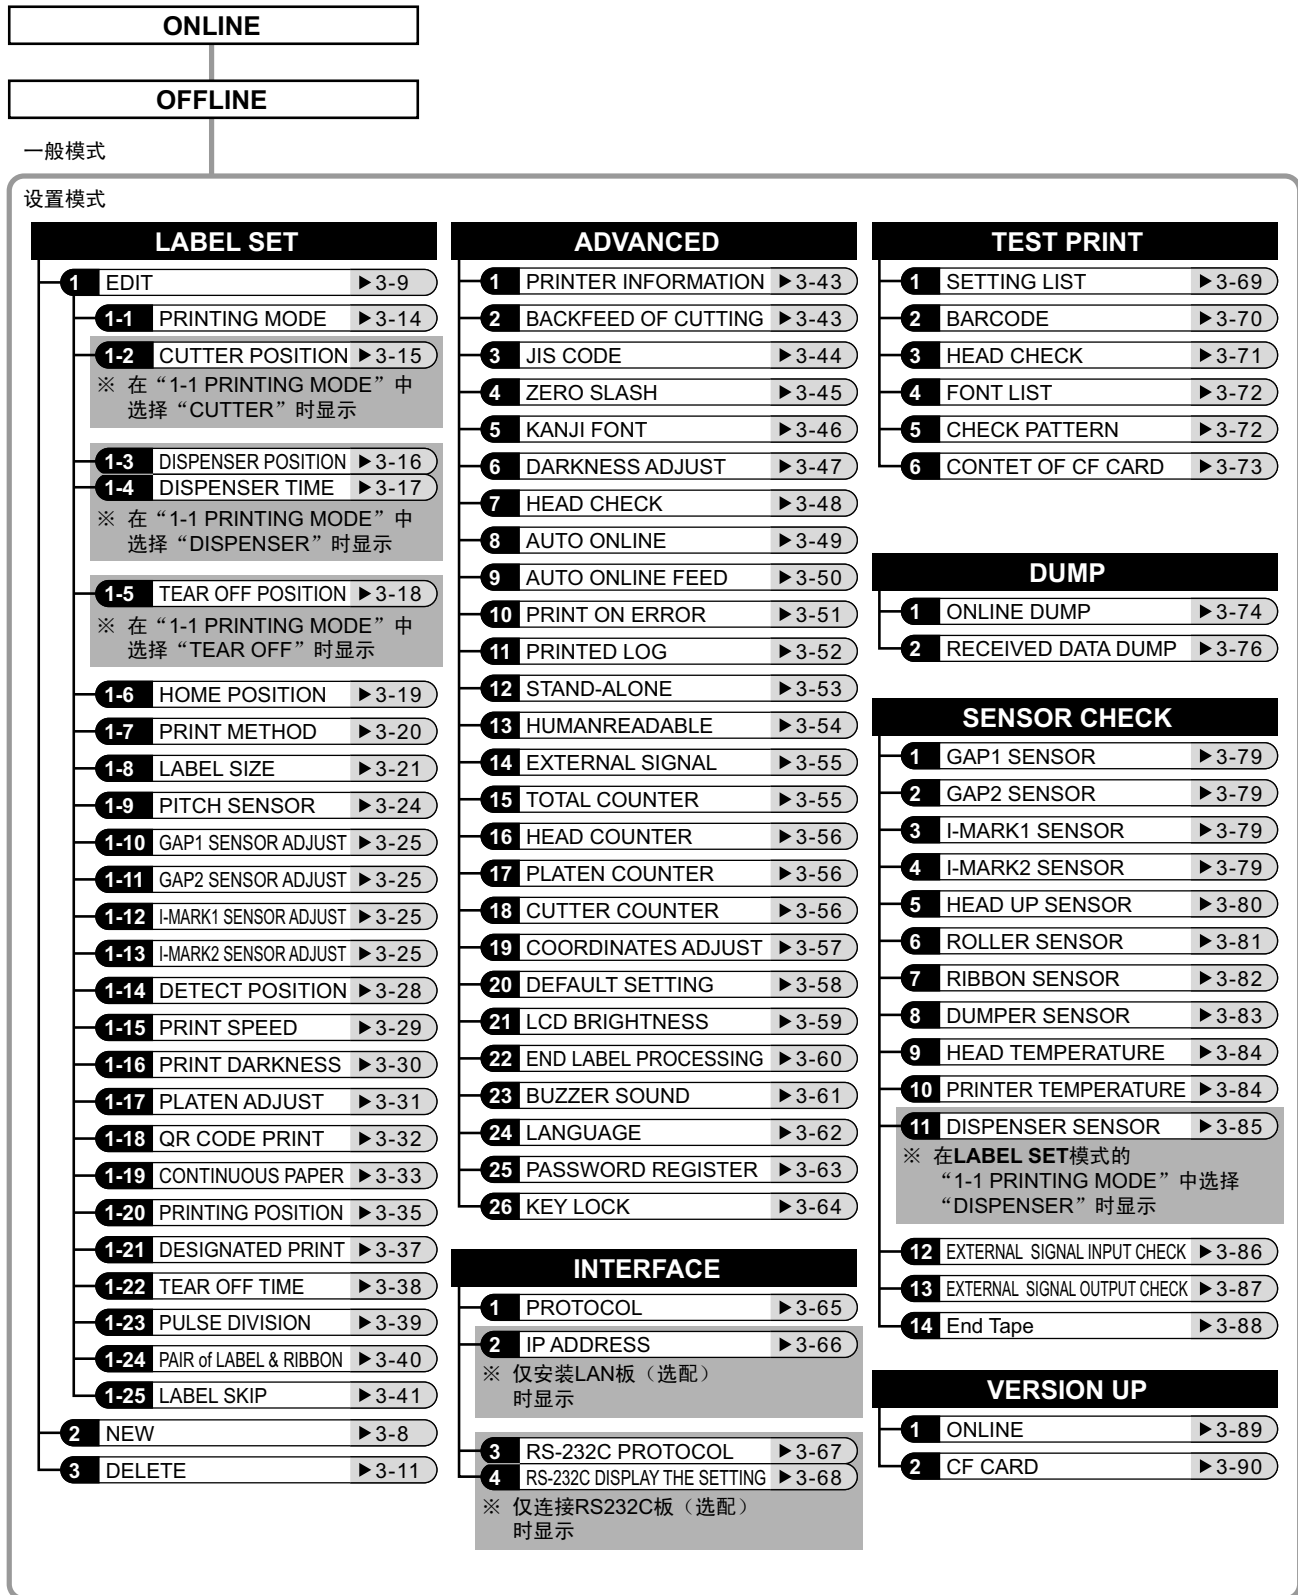 ONLINE
OFFLINE
一般模式
设置模式
LABEL SET
1 EDIT ▶3-9
1-1 PRINTING MODE ▶3-14
1-2 CUTTER POSITION ▶3-15
※ 在“1-1 PRINTING MODE”中
选择“CUTTER”时显示
1-3 DISPENSER POSITION ▶3-16
1-4 DISPENSER TIME ▶3-17
※ 在“1-1 PRINTING MODE”中
选择“DISPENSER”时显示
1-5 TEAR OFF POSITION ▶3-18
※ 在“1-1 PRINTING MODE”中
选择“TEAR OFF”时显示
1-6 HOME POSITION ▶3-19
1-7 PRINT METHOD ▶3-20
1-8 LABEL SIZE ▶3-21
1-9 PITCH SENSOR ▶3-24
1-10 GAP1 SENSOR ADJUST ▶3-25
1-11 GAP2 SENSOR ADJUST ▶3-25
1-12 I-MARK1 SENSOR ADJUST ▶3-25
1-13 I-MARK2 SENSOR ADJUST ▶3-25
1-14 DETECT POSITION ▶3-28
1-15 PRINT SPEED ▶3-29
1-16 PRINT DARKNESS ▶3-30
1-17 PLATEN ADJUST ▶3-31
1-18 QR CODE PRINT ▶3-32
1-19 CONTINUOUS PAPER ▶3-33
1-20 PRINTING POSITION ▶3-35
1-21 DESIGNATED PRINT ▶3-37
1-22 TEAR OFF TIME ▶3-38
1-23 PULSE DIVISION ▶3-39
1-24 PAIR of LABEL & RIBBON ▶3-40
1-25 LABEL SKIP ▶3-41
2 NEW ▶3-8
3 DELETE ▶3-11
ADVANCED
1 PRINTER INFORMATION ▶3-43
2 BACKFEED OF CUTTING ▶3-43
3 JIS CODE ▶3-44
4 ZERO SLASH ▶3-45
5 KANJI FONT ▶3-46
6 DARKNESS ADJUST ▶3-47
7 HEAD CHECK ▶3-48
8 AUTO ONLINE ▶3-49
9 AUTO ONLINE FEED ▶3-50
10 PRINT ON ERROR ▶3-51
11 PRINTED LOG ▶3-52
12 STAND-ALONE ▶3-53
13 HUMANREADABLE ▶3-54
14 EXTERNAL SIGNAL ▶3-55
15 TOTAL COUNTER ▶3-55
16 HEAD COUNTER ▶3-56
17 PLATEN COUNTER ▶3-56
18 CUTTER COUNTER ▶3-56
19 COORDINATES ADJUST ▶3-57
20 DEFAULT SETTING ▶3-58
21 LCD BRIGHTNESS ▶3-59
22 END LABEL PROCESSING ▶3-60
23 BUZZER SOUND ▶3-61
24 LANGUAGE ▶3-62
25 PASSWORD REGISTER ▶3-63
26 KEY LOCK ▶3-64
INTERFACE
1 PROTOCOL ▶3-65
2 IP ADDRESS ▶3-66
※ 仅安装LAN板（选配）
时显示
3 RS-232C PROTOCOL ▶3-67
4 RS-232C DISPLAY THE SETTING ▶3-68
※ 仅连接RS232C板（选配）
时显示
TEST PRINT
1 SETTING LIST ▶3-69
2 BARCODE ▶3-70
3 HEAD CHECK ▶3-71
4 FONT LIST ▶3-72
5 CHECK PATTERN ▶3-72
6 CONTET OF CF CARD ▶3-73
DUMP
1 ONLINE DUMP ▶3-74
2 RECEIVED DATA DUMP ▶3-76
SENSOR CHECK
1 GAP1 SENSOR ▶3-79
2 GAP2 SENSOR ▶3-79
3 I-MARK1 SENSOR ▶3-79
4 I-MARK2 SENSOR ▶3-79
5 HEAD UP SENSOR ▶3-80
6 ROLLER SENSOR ▶3-81
7 RIBBON SENSOR ▶3-82
8 DUMPER SENSOR ▶3-83
9 HEAD TEMPERATURE ▶3-84
10 PRINTER TEMPERATURE ▶3-84
11 DISPENSER SENSOR ▶3-85
※ 在LABEL SET模式的
“1-1 PRINTING MODE”中选择
“DISPENSER”时显示
12 EXTERNAL SIGNAL INPUT CHECK ▶3-86
13 EXTERNAL SIGNAL OUTPUT CHECK ▶3-87
14 End Tape ▶3-88
VERSION UP
1 ONLINE ▶3-89
2 CF CARD ▶3-90